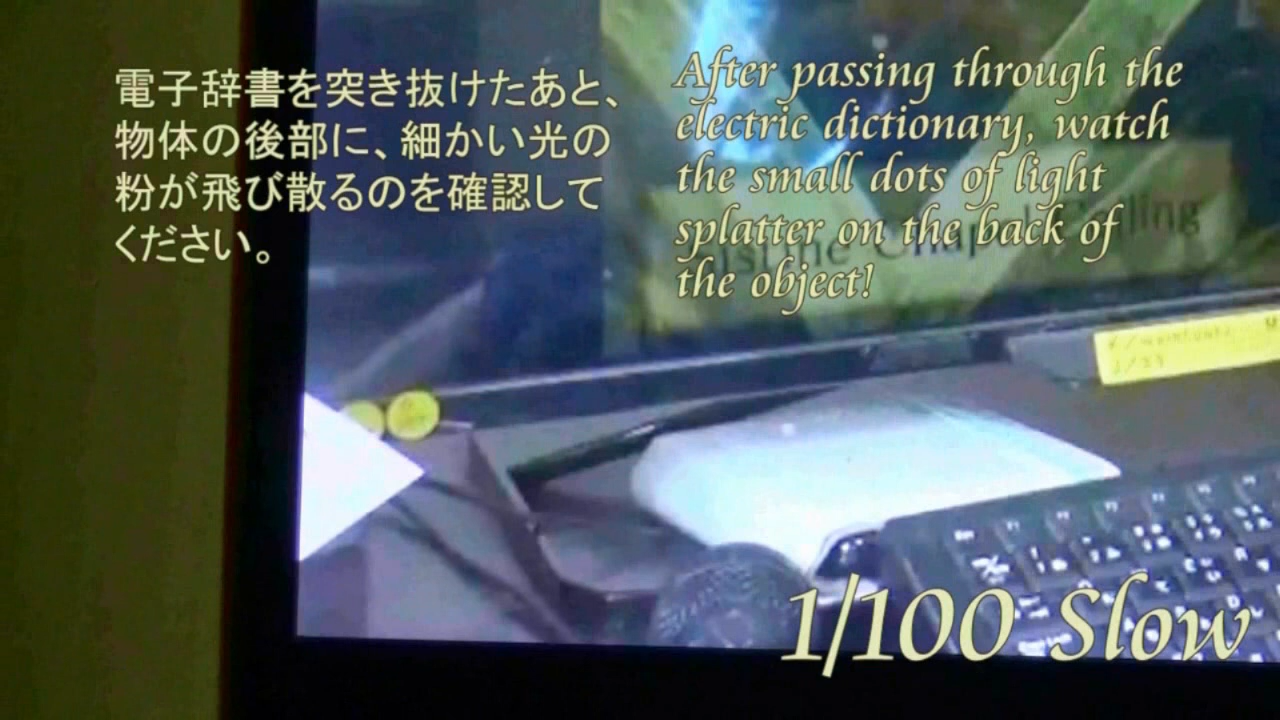 電子辞書を突き抜けたあと、
物体の後部に、細かい光の
粉が飛び散るのを確認して
ください。
After passing through the
electric dictionary, watch
the small dots of light
splatter on the back of
the object!
1/100 Slow